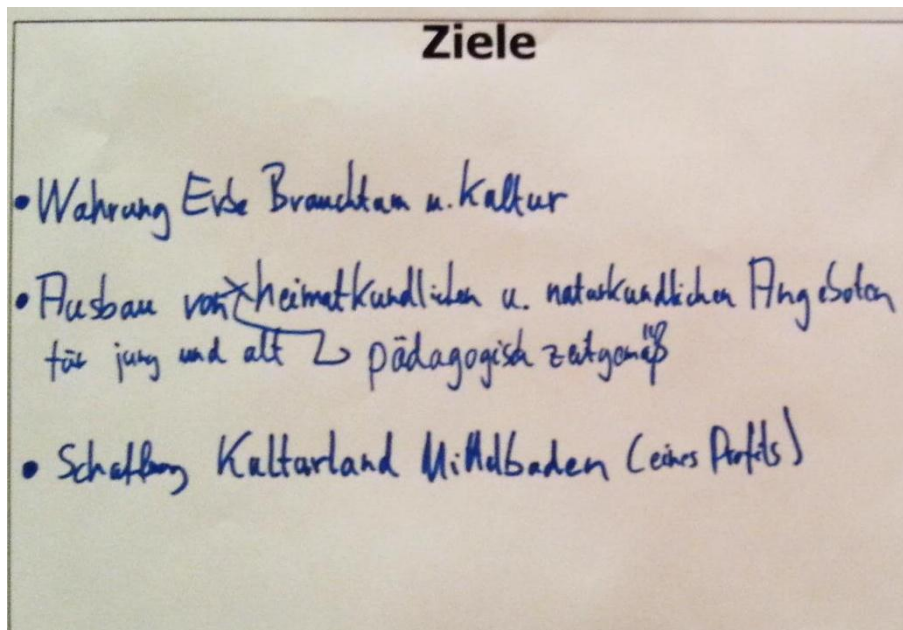 Ziele
• Wahrung Erbe Brauchtum u. Kultur
• Ausbau von heimatkundlichen u. naturkundlichen Angeboten
für jung und alt pädagogisch zeitgemäß
• Schaffung Kulturland Mittelbaden (eines Profils)